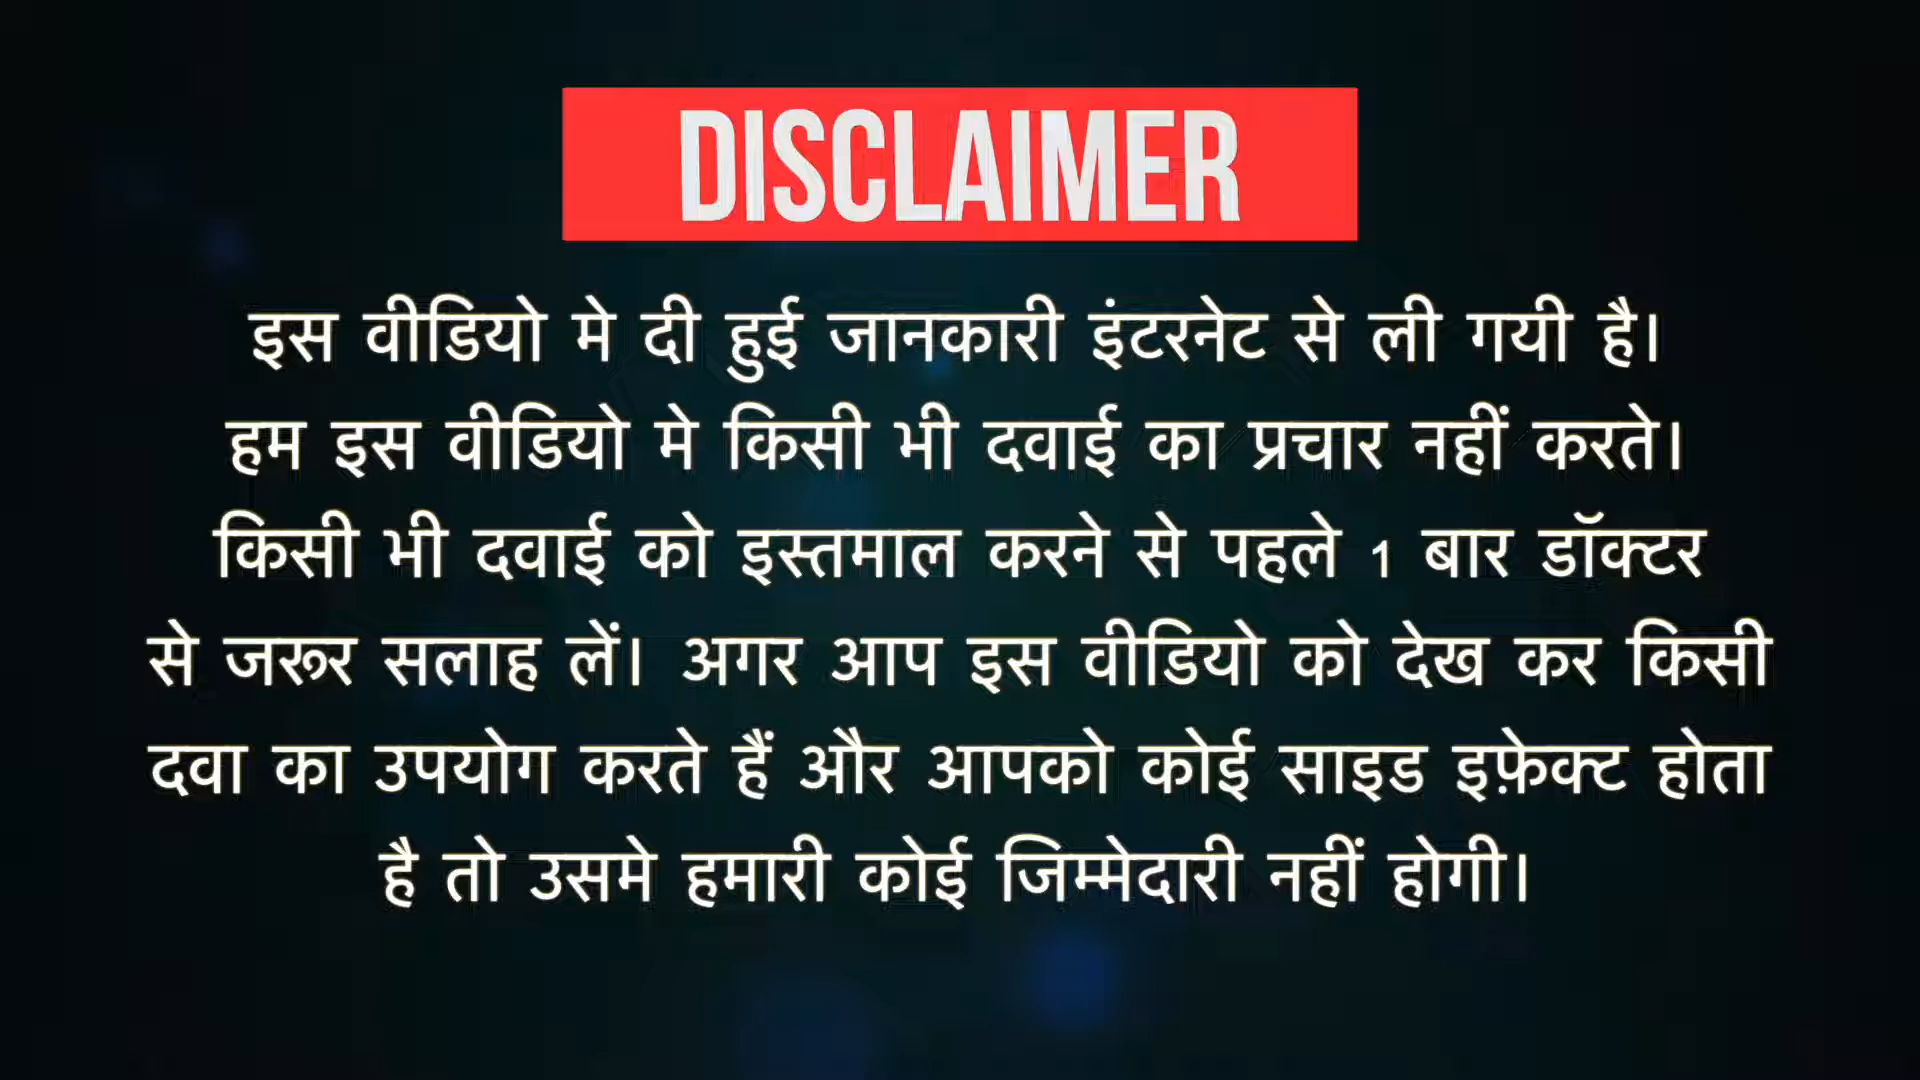 DISCLAIMER
इस वीडियो मे दी हुई जानकारी इंटरनेट से ली गयी है।
हम इस वीडियो मे किसी भी दवाई का प्रचार नहीं करते।
किसी भी दवाई को इस्तमाल करने से पहले 1 बार डॉक्टर
से जरूर सलाह लें। अगर आप इस वीडियो को देख कर किसी
दवा का उपयोग करते हैं और आपको कोई साइड इफ़ेक्ट होता
है तो उसमे हमारी कोई जिम्मेदारी नहीं होगी।